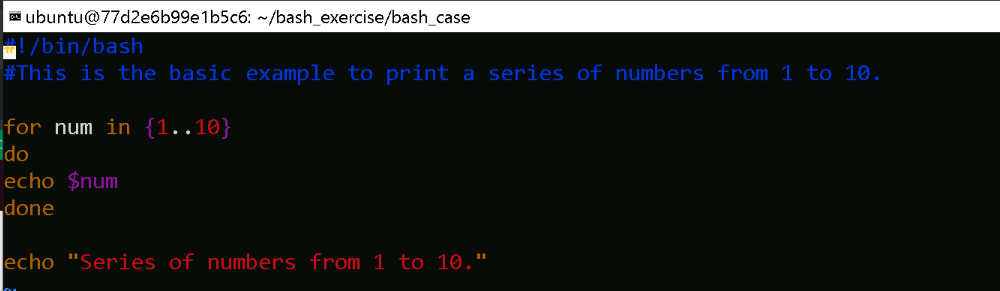 ubuntu@77d2e6b99e1b5c6: ~/bash_exercise/bash_case
#!/bin/bash
#This is the basic example to print a series of numbers from 1 to 10.
for num in {1..10}
do
echo $num
done
echo "Series of numbers from 1 to 10."